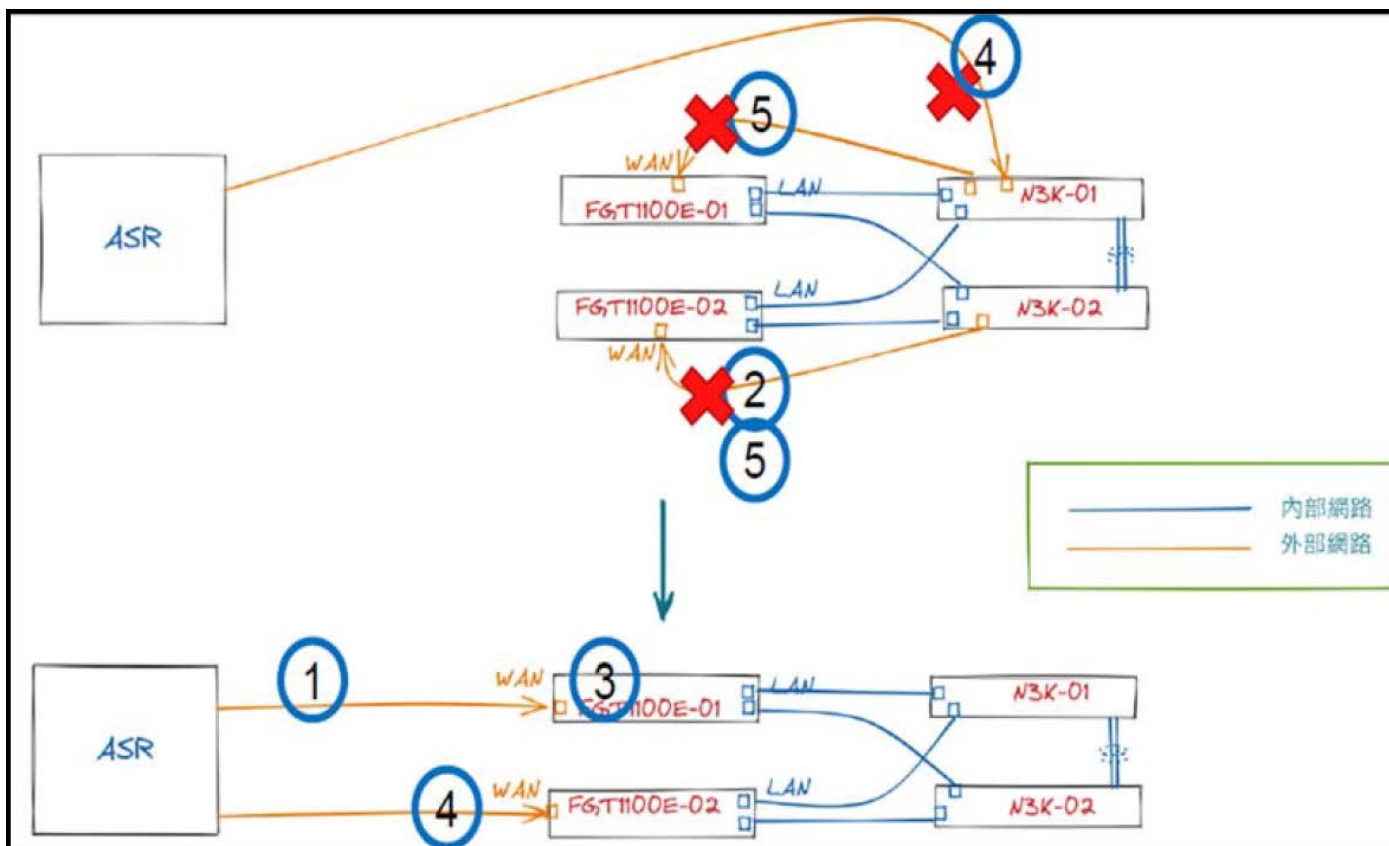 4
5
WAN
LAN
N3K-01
FGT1100E-01
ASR
FGT1100E-02
LAN
N3K-02
WAN
2
5
內部網路
外部網路
1
WAN
3
LAN
N3K-01
FGT1100E-01
ASR
4
WAN
FGT1100E-02
LAN
N3K-02